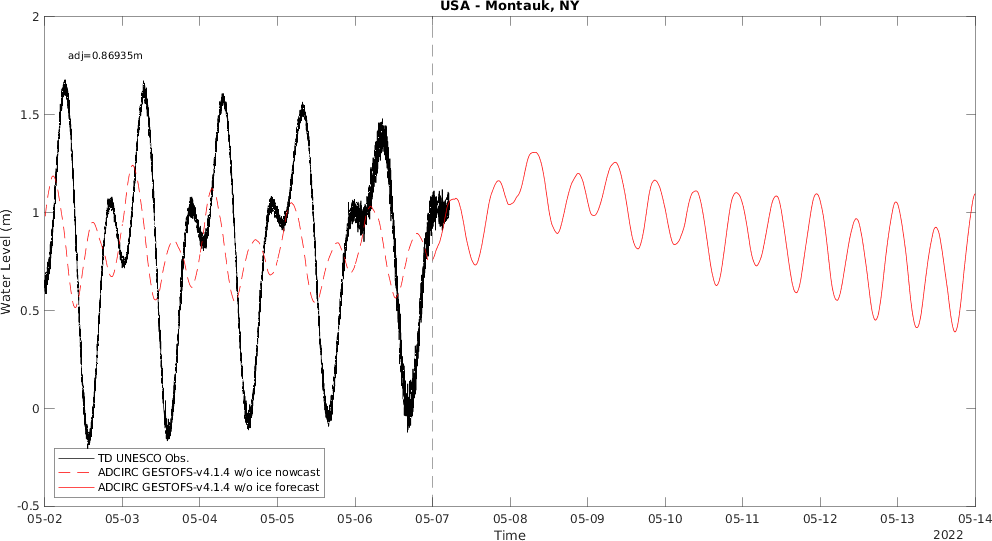 USA - Montauk, NY
adj=0.86935m
Water Level (m)
2
1.5
1
0.5
0
-0.5
TD UNESCO Obs.
ADCIRC GESTOFS-v4.1.4 w/o ice nowcast
ADCIRC GESTOFS-v4.1.4 w/o ice forecast
05-02 05-03 05-04 05-05 05-06 05-07 05-08 05-09 05-10 05-11 05-12 05-13 05-14
Time
2022